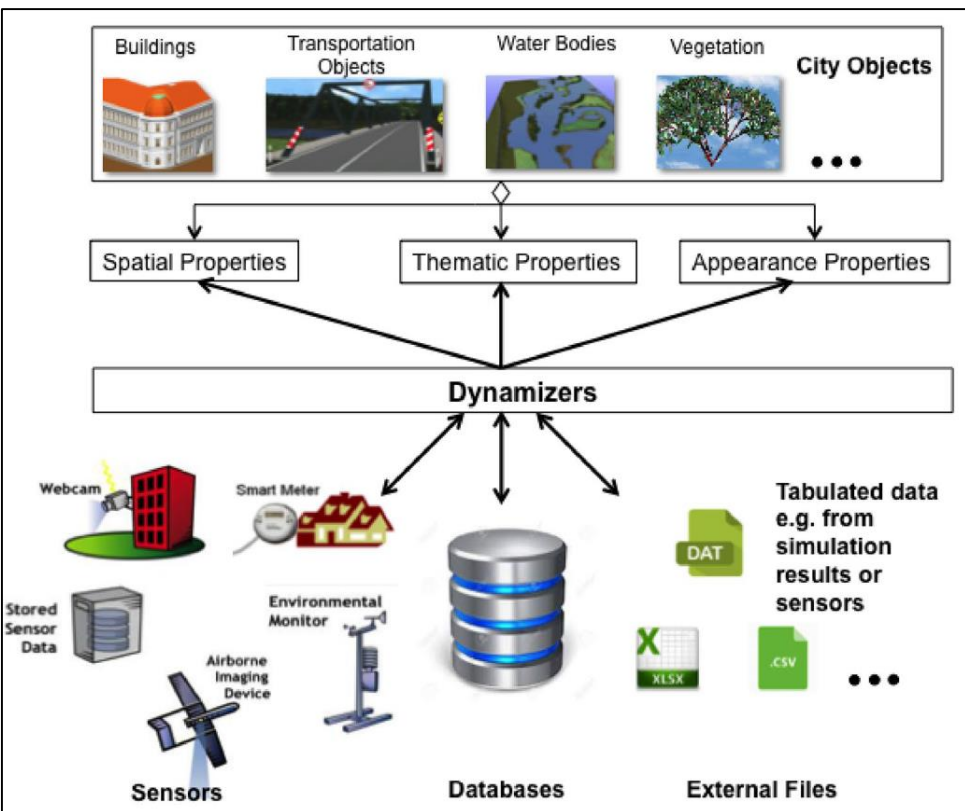 Buildings
Transportation
Objects
Water Bodies
Vegetation
City Objects
Spatial Properties
Thematic Properties
Appearance Properties
Dynamizers
Webcam
Smart Meter
Stored
Sensor
Data
Environmental
Monitor
Airborne
Imaging
Device
Tabulated data
e.g. from
simulation
results or
sensors
DAT
X
XLSX
.CSV
Sensors
Databases
External Files